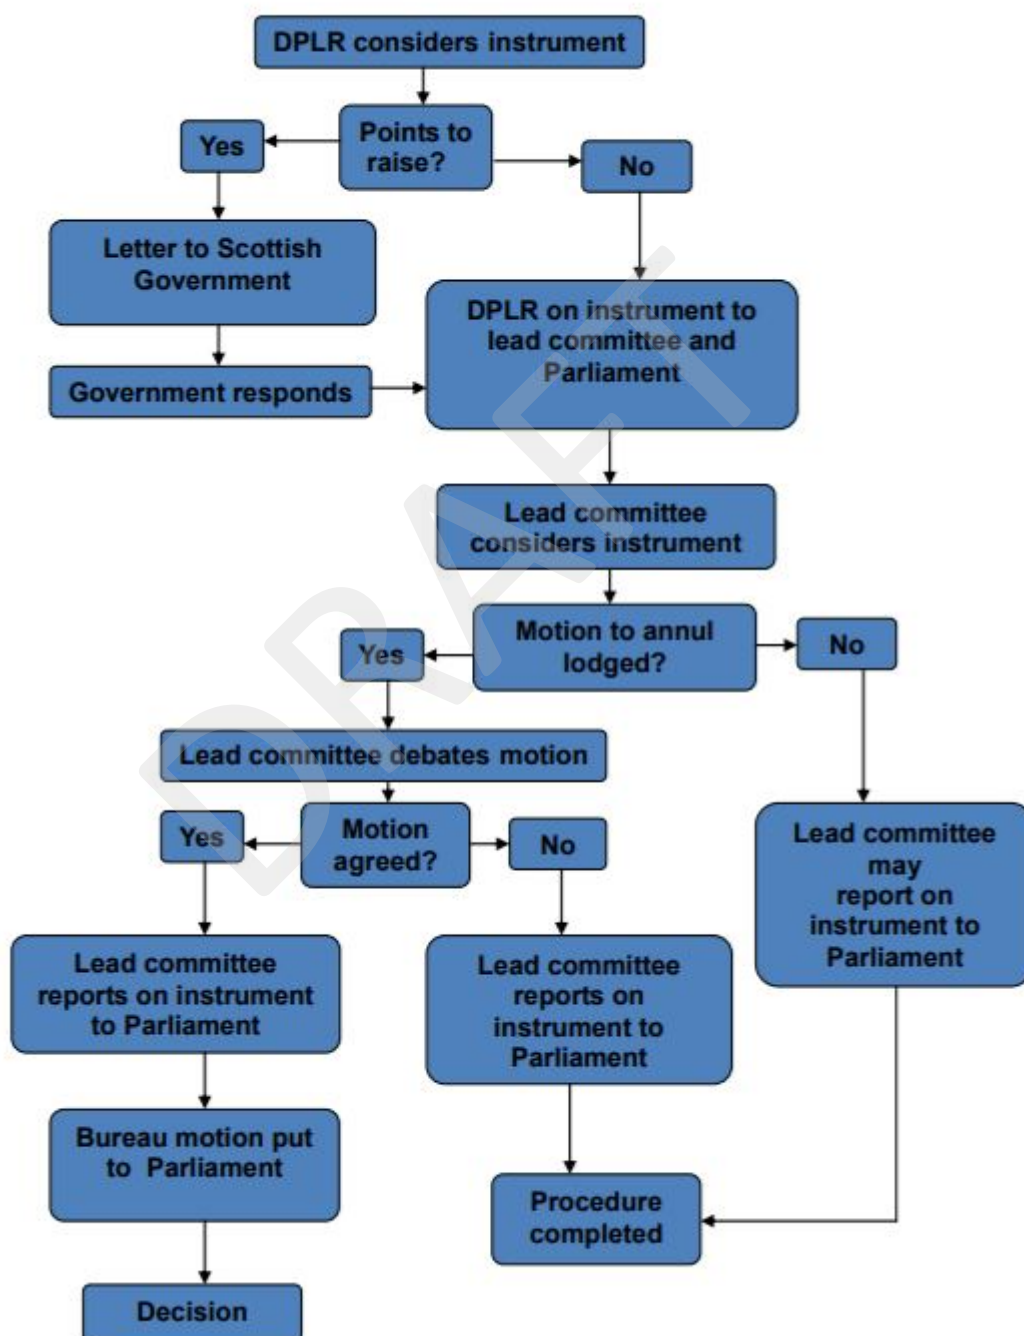 DPLR considers instrument
Points to
raise?
Yes
No
Letter to Scottish
Government
DPLR on instrument to
lead committee and
Parliament
Government responds
Lead committee
considers instrument
Motion to annul
lodged?
Yes
No
Lead committee debates motion
Motion
agreed?
Yes
No
Lead committee
may
report on
instrument to
Parliament
Lead committee
reports on instrument
to Parliament
Lead committee
reports on
instrument to
Parliament
Bureau motion put
to Parliament
Procedure
completed
Decision
DRAFT